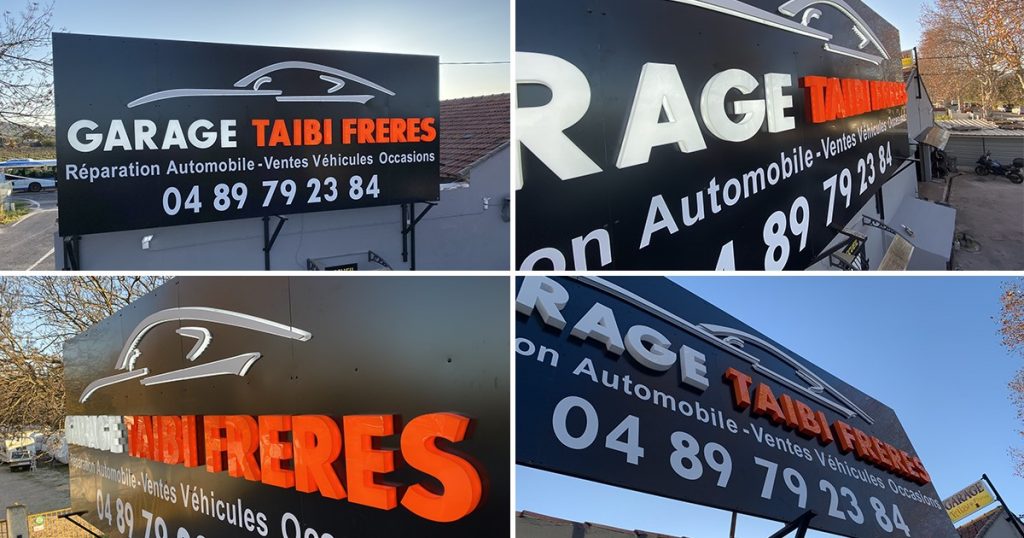 GARAGE TAIBI FRERES
Réparation Automobile - Ventes Véhicules Occasions
04 89 79 23 84
RAGE TAIBI FRERES
on Automobile - Ventes Véhicules Occasions
4 89 79 23 84
GARAGE TAIBI FRERES
Réparation Automobile - Ventes Véhicules Occ
04 89 79
RAGE TAIBI FRERES
on Automobile - Ventes Véhicules Occasions
04 89 79 23 84
GARAGE